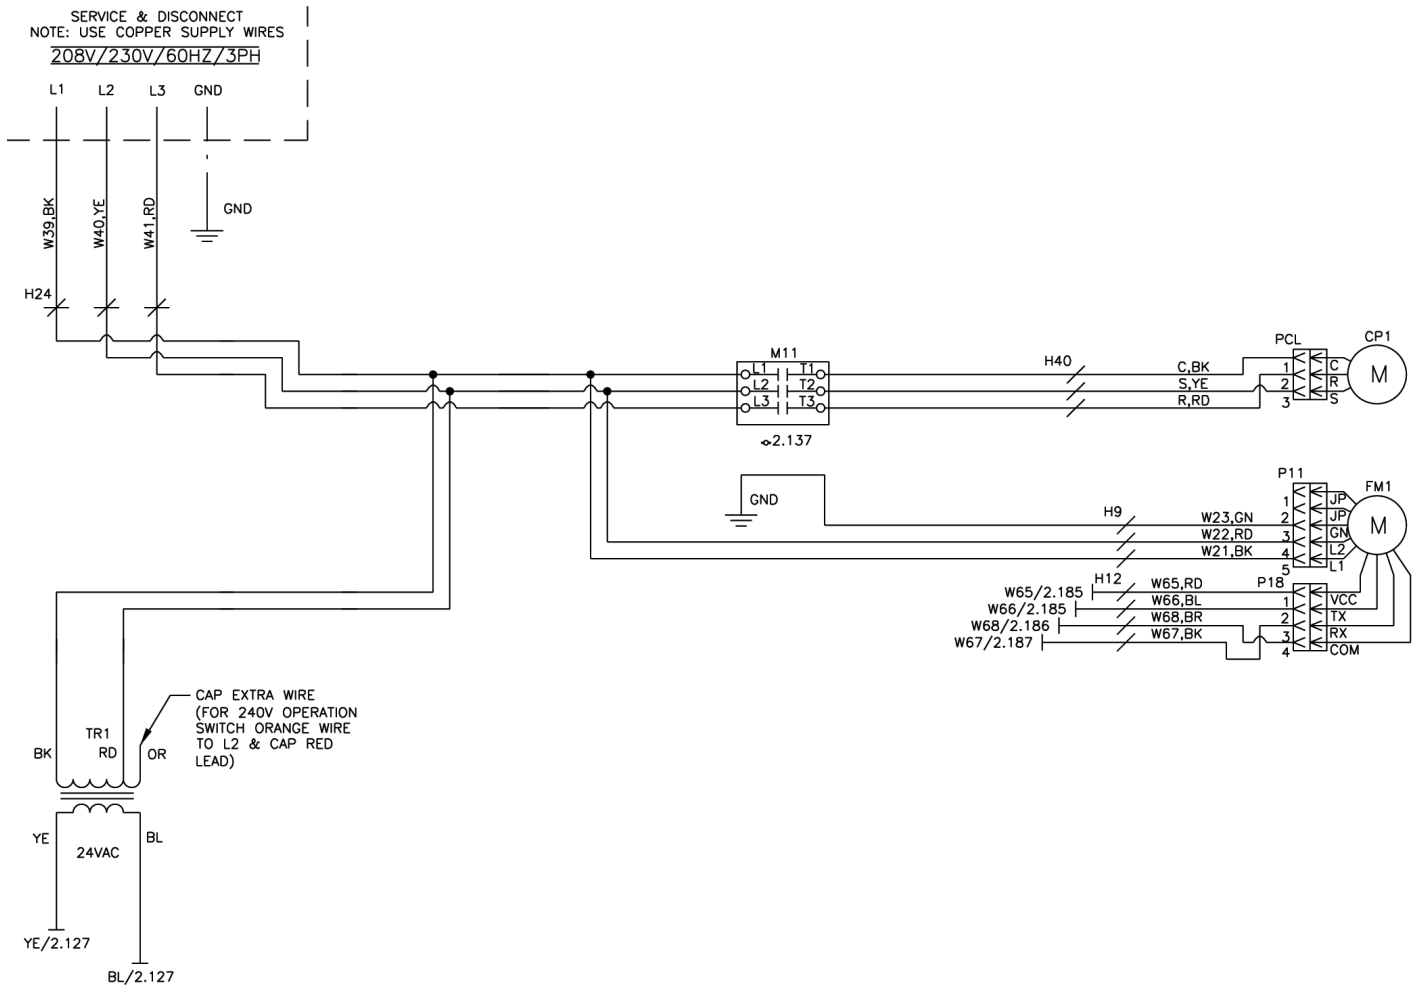 SERVICE & DISCONNECT
NOTE: USE COPPER SUPPLY WIRES
208V/230V/60HZ/3PH
L1 L2 L3 GND
W39,BK
W40,YE
W41,RD
GND
H24
M11
L1 T1
L2 T2
L3 T3
2.137
H40
C,BK
S,YE
R,RD
PCL
1
2
3
C
R
S
CP1
M
GND
H9
W23,GN
W22,RD
W21,BK
P11
1
2
3
4
5
JP
JP
GN
L2
L1
FM1
M
H12
W65/2.185
W66/2.185
W68/2.186
W67/2.187
W65,RD
W66,BL
W68,BR
W67,BK
P18
1
2
3
4
VCC
TX
RX
COM
CAP EXTRA WIRE
(FOR 240V OPERATION
SWITCH ORANGE WIRE
TO L2 & CAP RED
LEAD)
TR1
BK RD OR
YE BL
24VAC
YE/2.127
BL/2.127